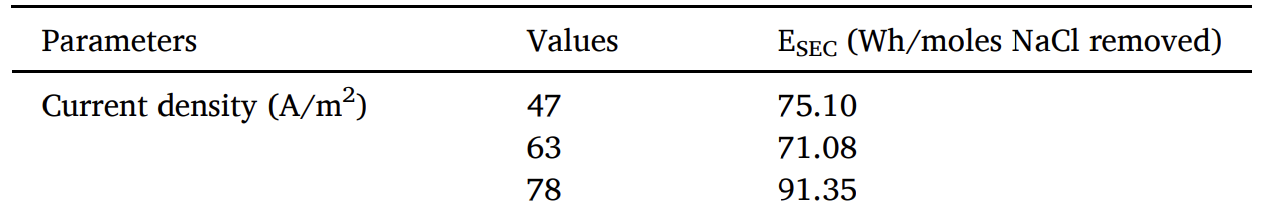 Parameters Values E_SEC (Wh/moles NaCl removed)
Current density (A/m²) 47 75.10
63 71.08
78 91.35